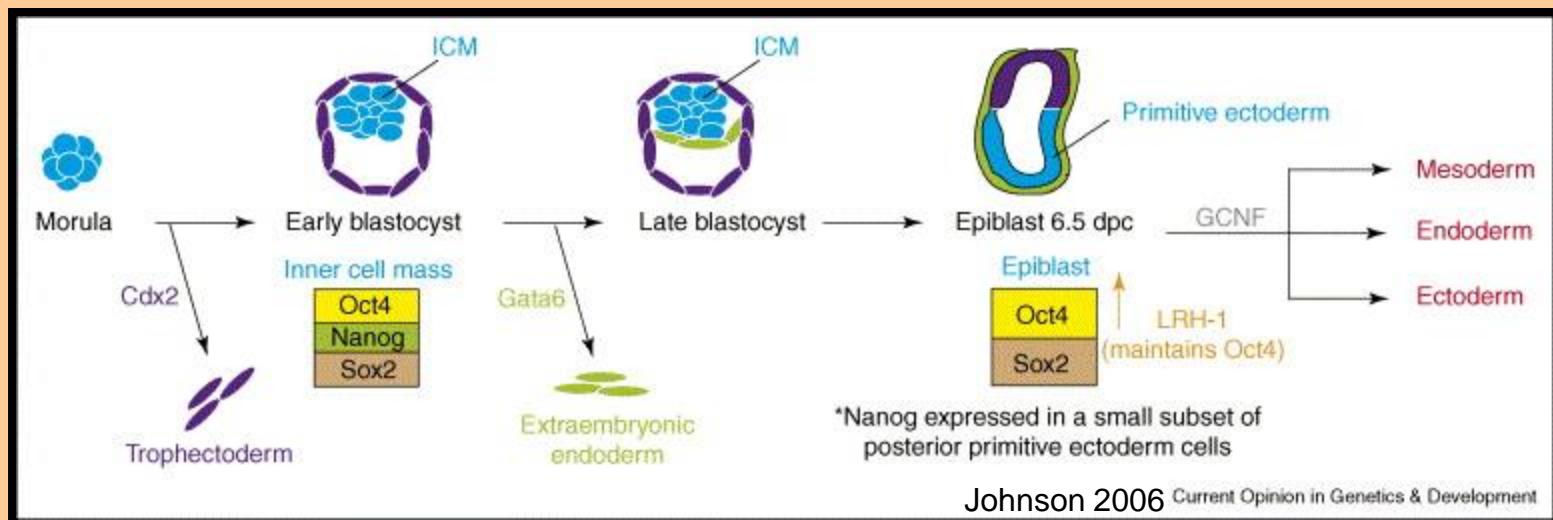 ICM
ICM
Primitive ectoderm
Morula
Early blastocyst
Late blastocyst
Epiblast 6.5 dpc
GCNF
Mesoderm
Endoderm
Ectoderm
Cdx2
Inner cell mass
Oct4
Nanog
Sox2
Gata6
Epiblast
Oct4
Sox2
LRH-1
(maintains Oct4)
Trophectoderm
Extraembryonic
endoderm
*Nanog expressed in a small subset of
posterior primitive ectoderm cells
Johnson 2006 Current Opinion in Genetics & Development